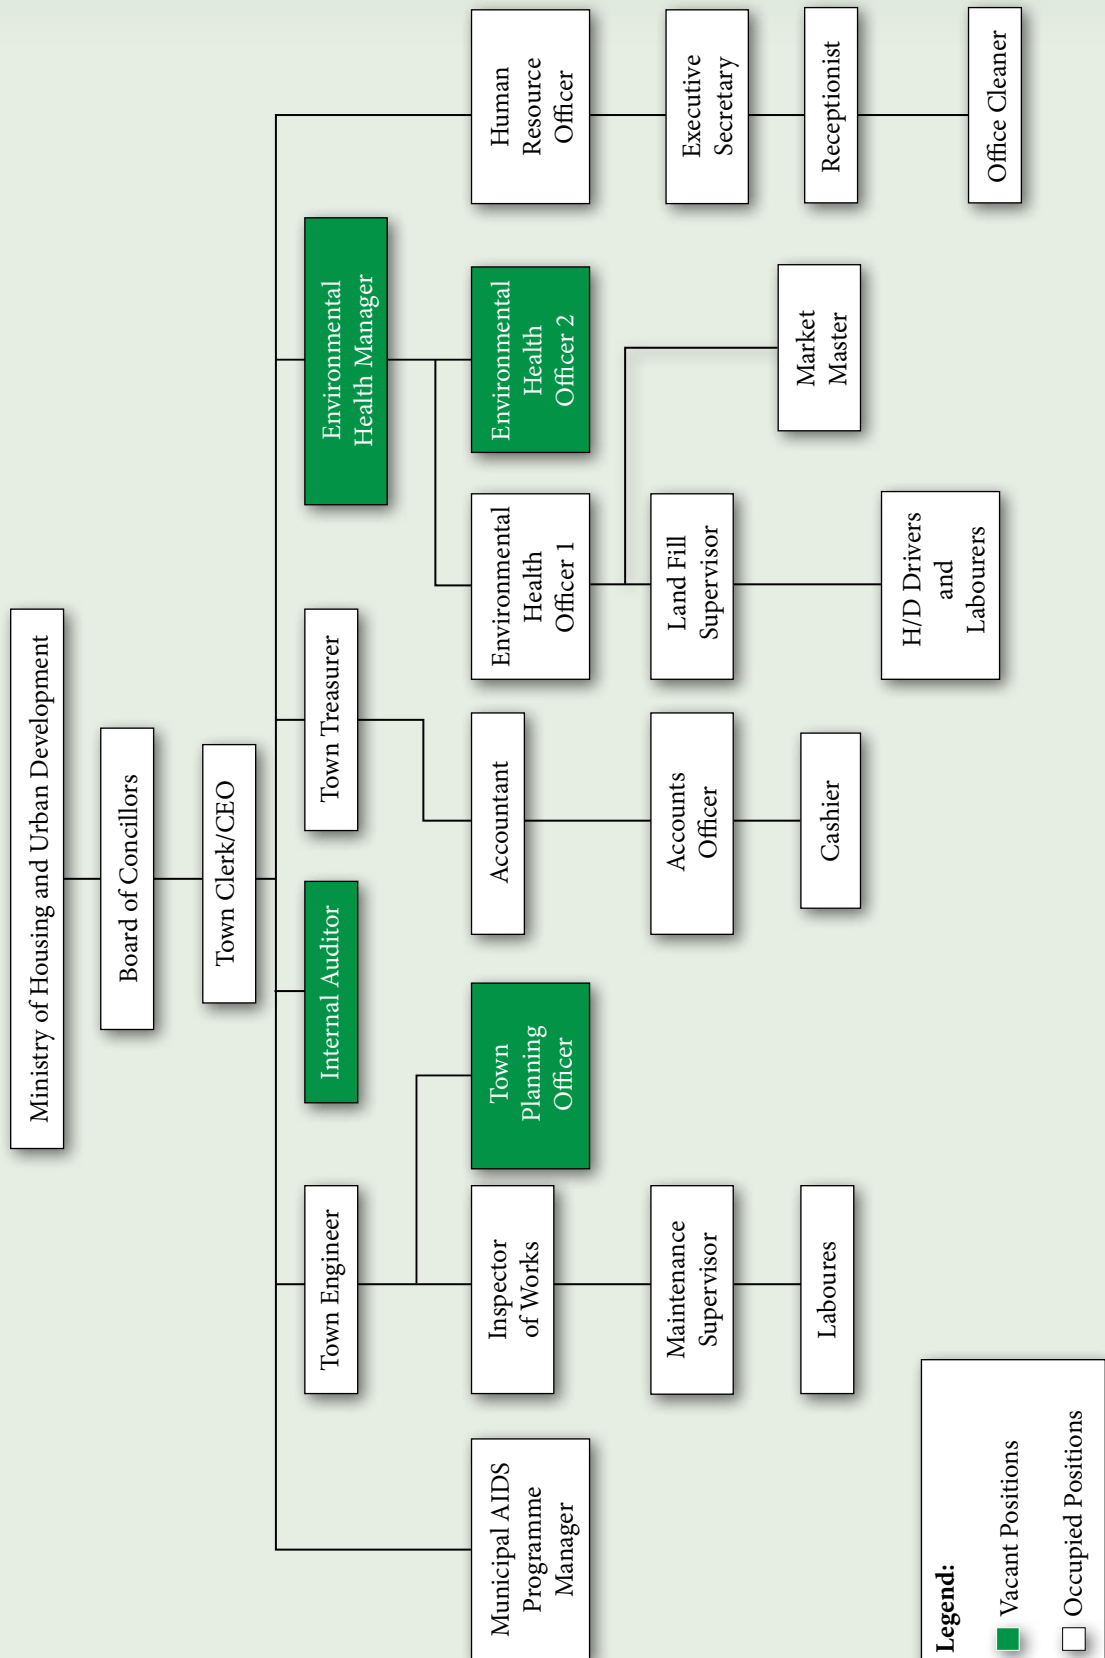 Ministry of Housing and Urban Development
Board of Concillors
Town Clerk/CEO
Town Engineer
Internal Auditor
Town Treasurer
Environmental
Health Manager
Municipal AIDS
Programme
Manager
Inspector
of Works
Town
Planning
Officer
Accountant
Environmental
Health
Officer 1
Environmental
Health
Officer 2
Human
Resource
Officer
Maintenance
Supervisor
Accounts
Officer
Land Fill
Supervisor
Executive
Secretary
Laboures
Cashier
Market
Master
Receptionist
H/D Drivers
and
Labourers
Office Cleaner
Legend:
Vacant Positions
Occupied Positions